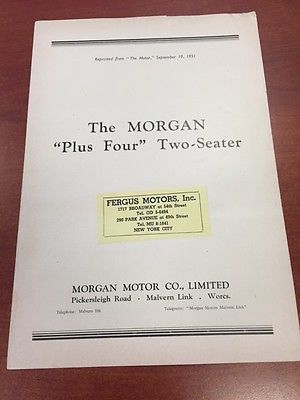 Reprinted from "The Motor," September 19, 1951
The MORGAN
"Plus Four" Two-Seater
FERGUS MOTORS, Inc.
1717 BROADWAY at 54th Street
Tel. CO 5-6494
280 PARK AVENUE at 49th Street
Tel. MU 8-1841
NEW YORK CITY
MORGAN MOTOR CO., LIMITED
Pickersleigh Road · Malvern Link · Worcs.
Telephone: Malvern
Telegrams: "Morgan Motors Malvern Link."